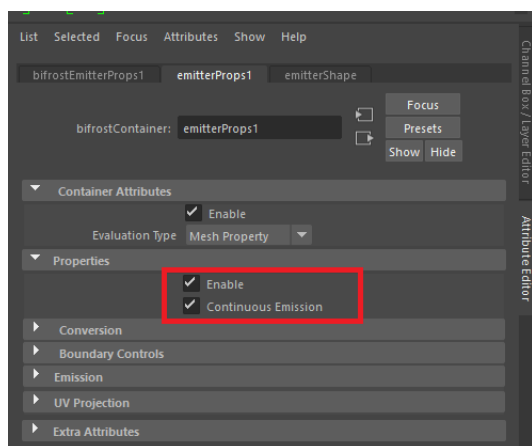 List Selected Focus Attributes Show Help
bifrostEmitterProps1 emitterProps1 emitterShape
Focus
bifrostContainer: emitterProps1
Presets
Show Hide
Container Attributes
Enable
Evaluation Type Mesh Property
Properties
Enable
Continuous Emission
Conversion
Boundary Controls
Emission
UV Projection
Extra Attributes
Channel Box / Layer Editor
Attribute Editor